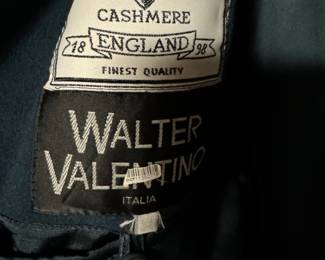 CASHMERE
18 ENGLAND 98
FINEST QUALITY
WALTER
VALENTINO
ITALIA